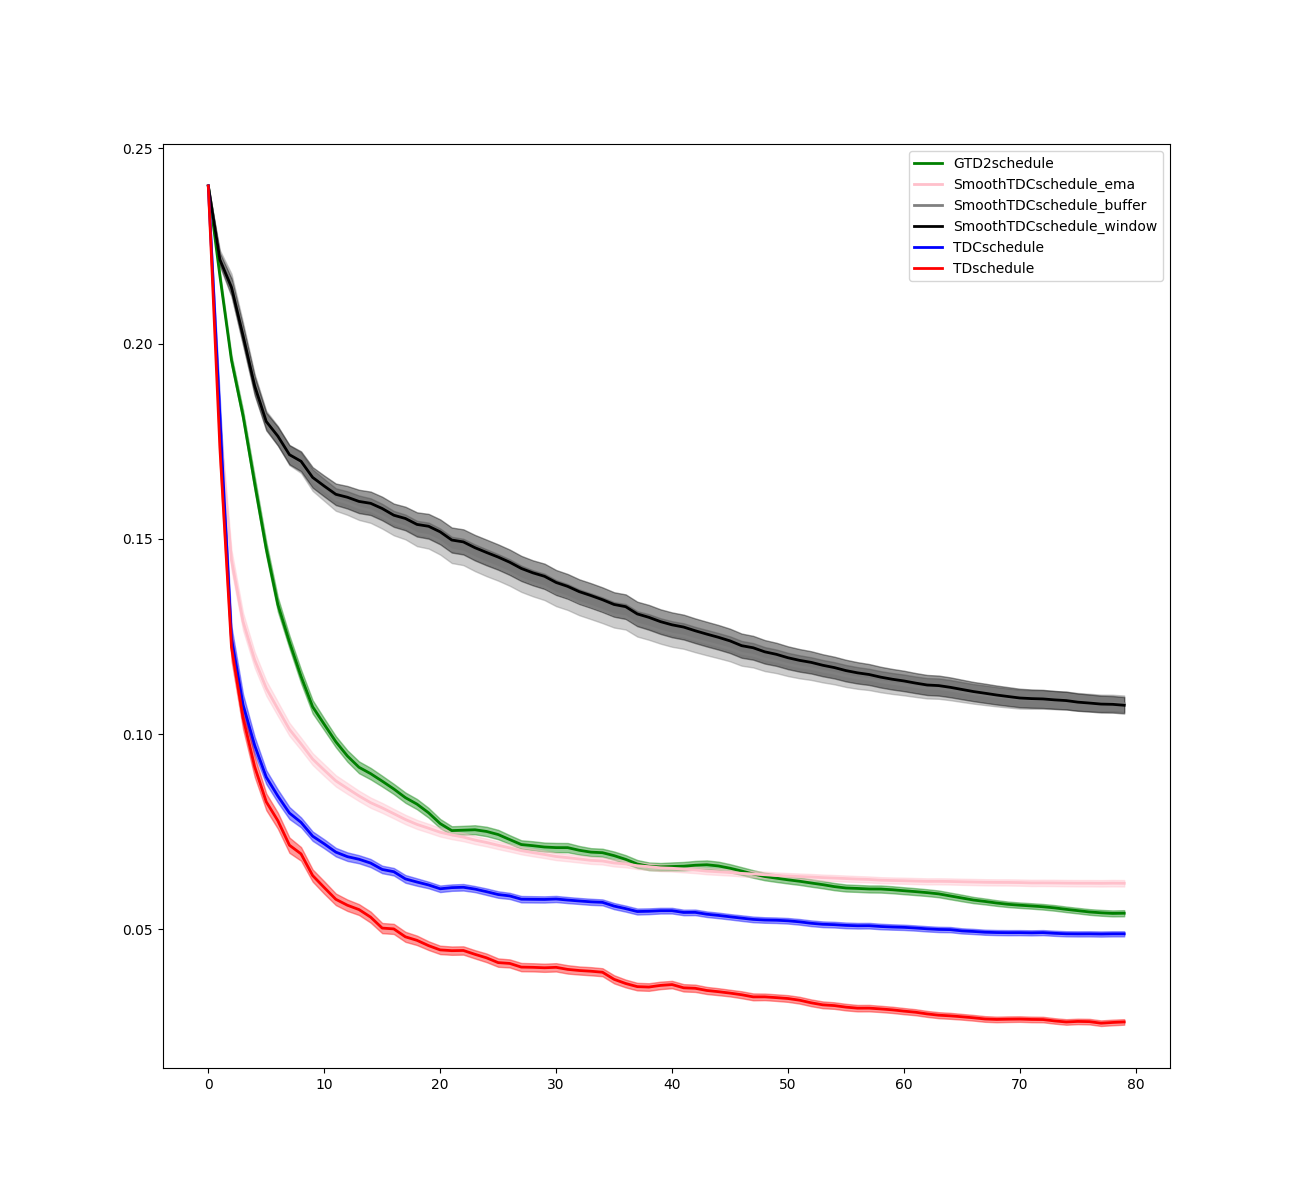 0.25
0.20
0.15
0.10
0.05
0 10 20 30 40 50 60 70 80
GTD2schedule
SmoothTDCschedule_ema
SmoothTDCschedule_buffer
SmoothTDCschedule_window
TDCschedule
TDschedule